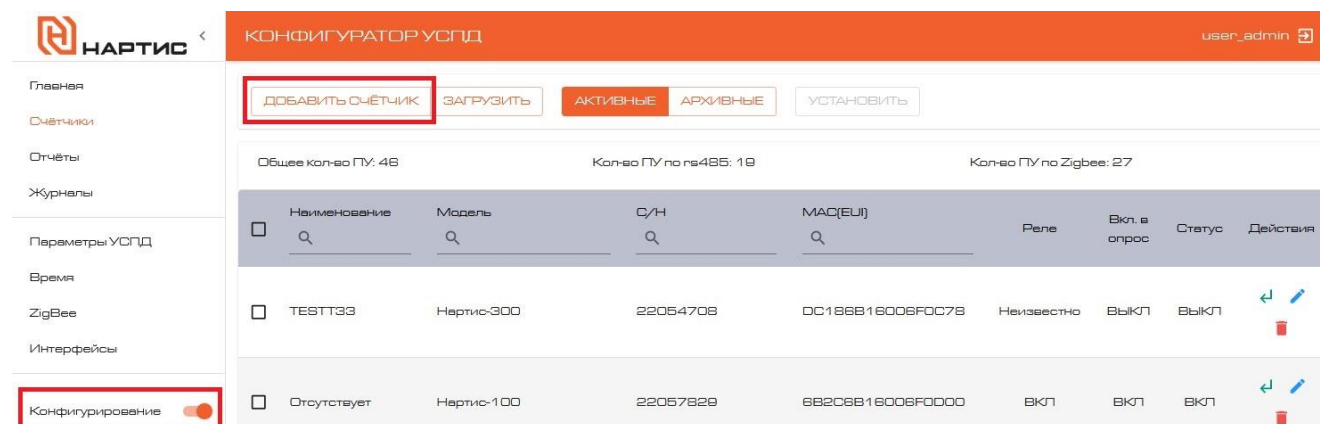 НАРТИС
КОНФИГУРАТОР УСПД
user_admin
Главная
Счётчики
Отчёты
Журналы
Параметры УСПД
Время
ZigBee
Интерфейсы
Конфигурирование
ДОБАВИТЬ СЧЁТЧИК ЗАГРУЗИТЬ АКТИВНЫЕ АРХИВНЫЕ УСТАНОВИТЬ
Общее кол-во ПУ: 46 Кол-во ПУ по rs485: 19 Кол-во ПУ по Zigbee: 27
Наименование Модель С/Н MAC(EUI) Реле Вкл. в опрос Статус Действия
TESTT33 Нартис-300 22054708 DC186B16006F0C78 Неизвестно ВЫКЛ ВЫКЛ
Отсутствует Нартис-100 22057829 6B2C6B16006F0D00 ВКЛ ВКЛ ВКЛ